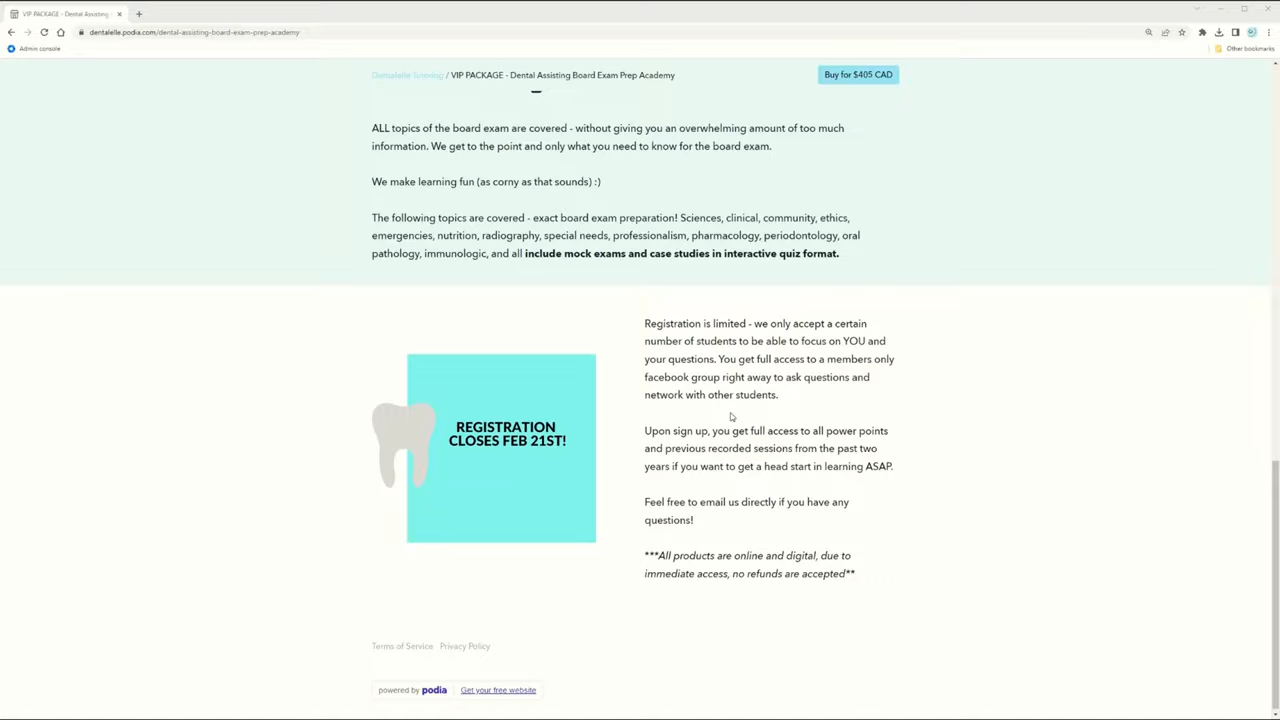 VIP PACKAGE - Dental Assisting
dentalelle.podia.com/dental-assisting-board-exam-prep-academy
Admin console
Other bookmarks
Dentalelle Tutoring / VIP PACKAGE - Dental Assisting Board Exam Prep Academy
Buy for $405 CAD
ALL topics of the board exam are covered - without giving you an overwhelming amount of too much
information. We get to the point and only what you need to know for the board exam.
We make learning fun (as corny as that sounds) :)
The following topics are covered - exact board exam preparation! Sciences, clinical, community, ethics,
emergencies, nutrition, radiography, special needs, professionalism, pharmacology, periodontology, oral
pathology, immunologic, and all include mock exams and case studies in interactive quiz format.
REGISTRATION
CLOSES FEB 21ST!
Registration is limited - we only accept a certain
number of students to be able to focus on YOU and
your questions. You get full access to a members only
facebook group right away to ask questions and
network with other students.
Upon sign up, you get full access to all power points
and previous recorded sessions from the past two
years if you want to get a head start in learning ASAP.
Feel free to email us directly if you have any
questions!
***All products are online and digital, due to
immediate access, no refunds are accepted**
Terms of Service Privacy Policy
powered by podia Get your free website